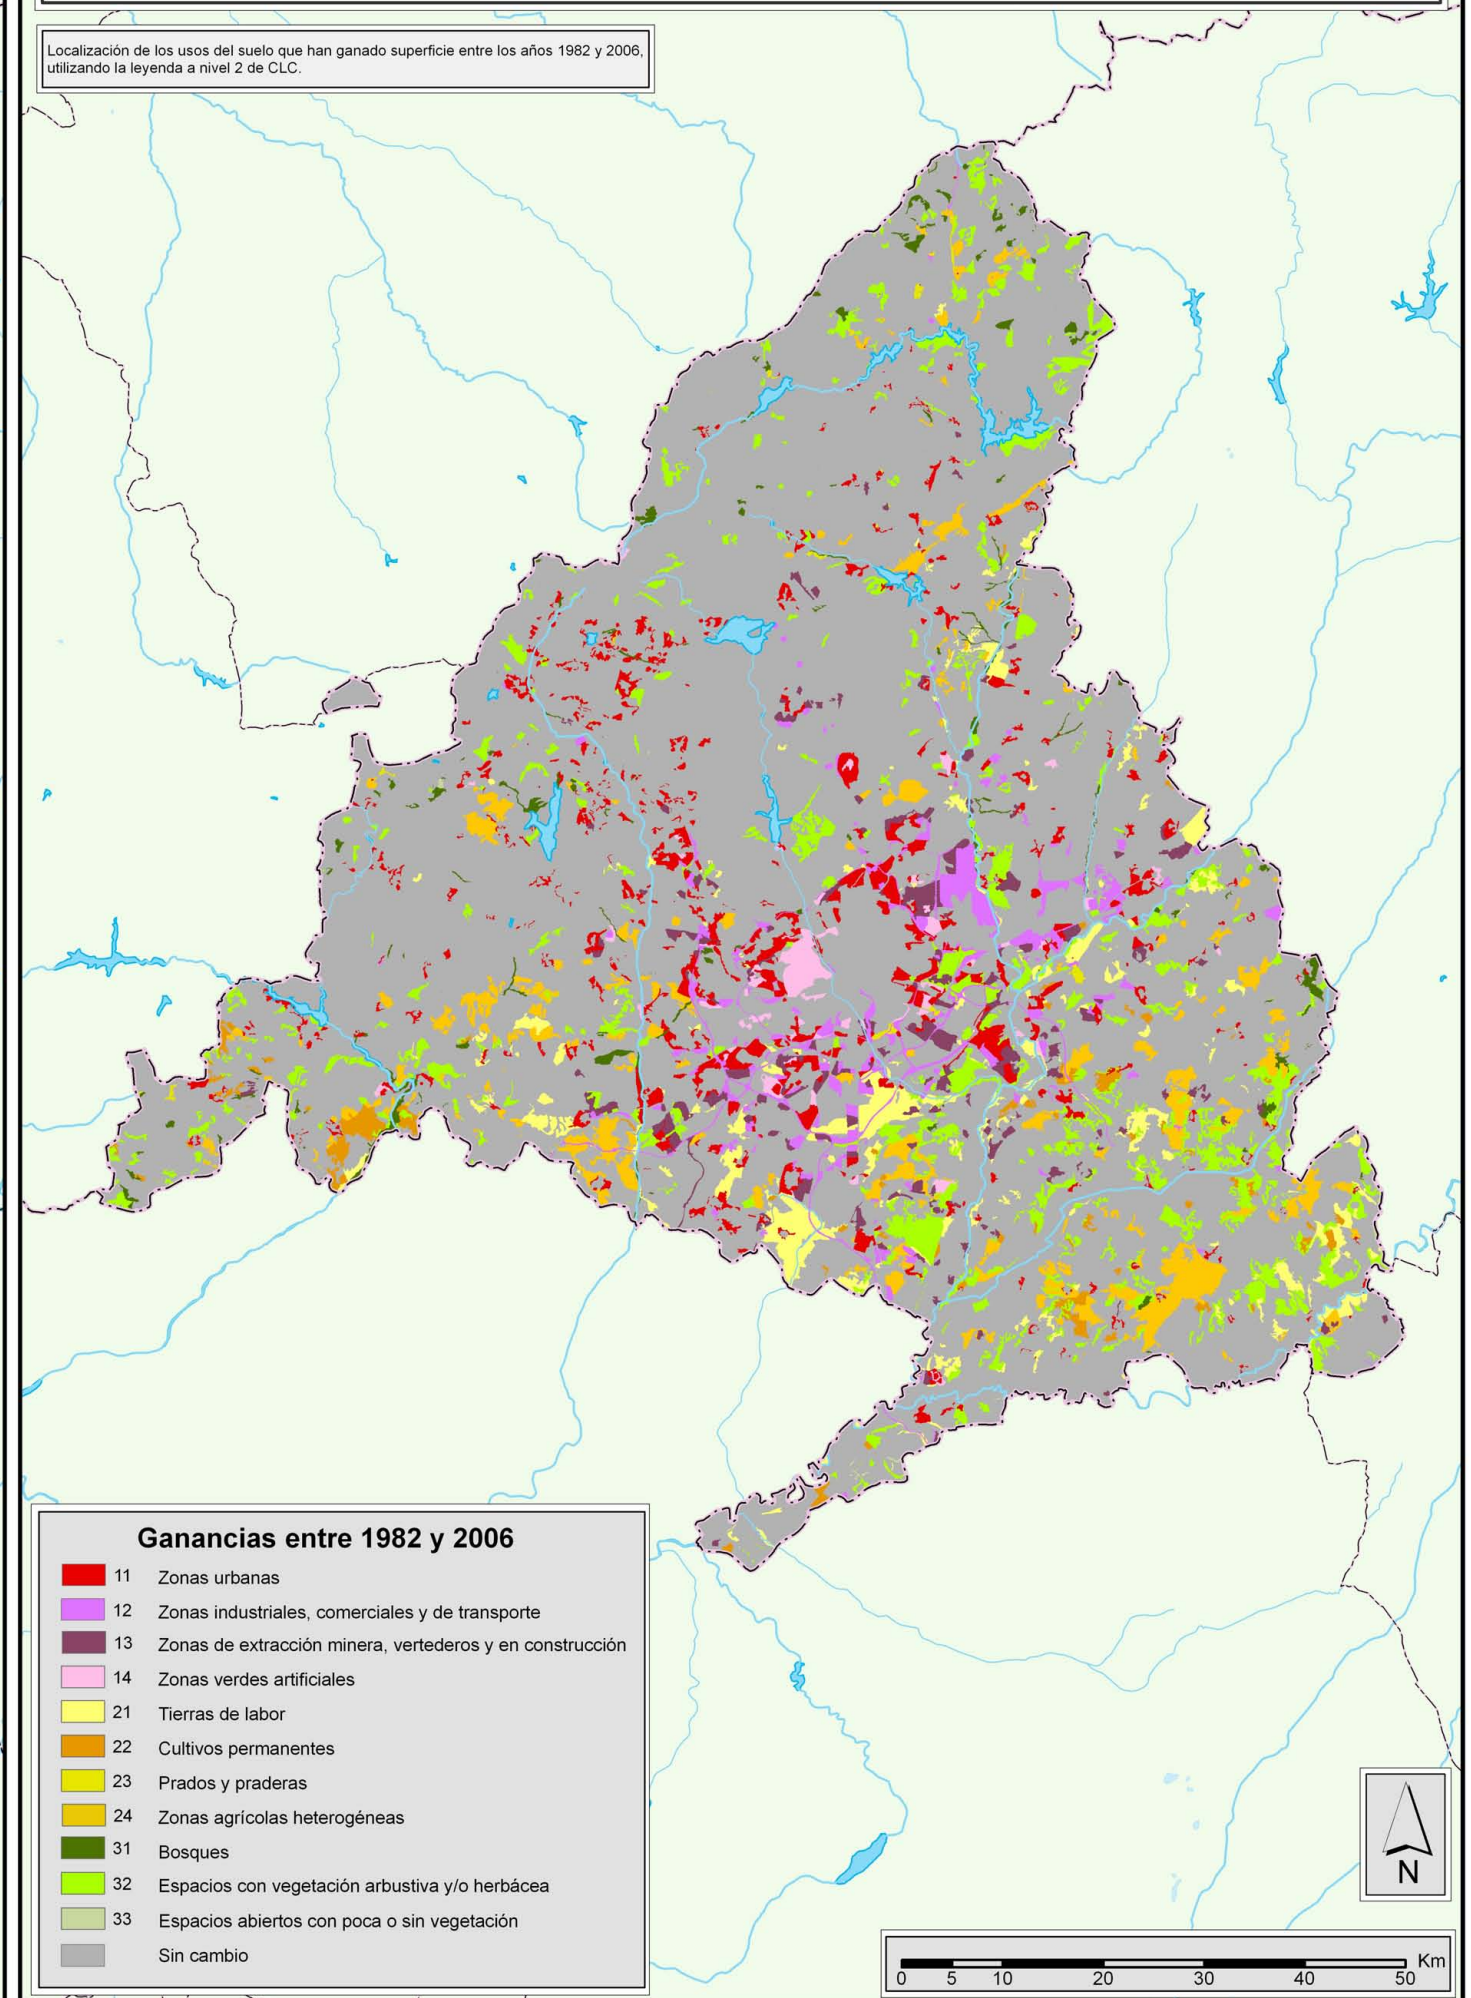 Localización de los usos del suelo que han ganado superficie entre los años 1982 y 2006,
utilizando la leyenda a nivel 2 de CLC.
Ganancias entre 1982 y 2006
11 Zonas urbanas
12 Zonas industriales, comerciales y de transporte
13 Zonas de extracción minera, vertederos y en construcción
14 Zonas verdes artificiales
21 Tierras de labor
22 Cultivos permanentes
23 Prados y praderas
24 Zonas agrícolas heterogéneas
31 Bosques
32 Espacios con vegetación arbustiva y/o herbácea
33 Espacios abiertos con poca o sin vegetación
Sin cambio
N
Km
0 5 10 20 30 40 50